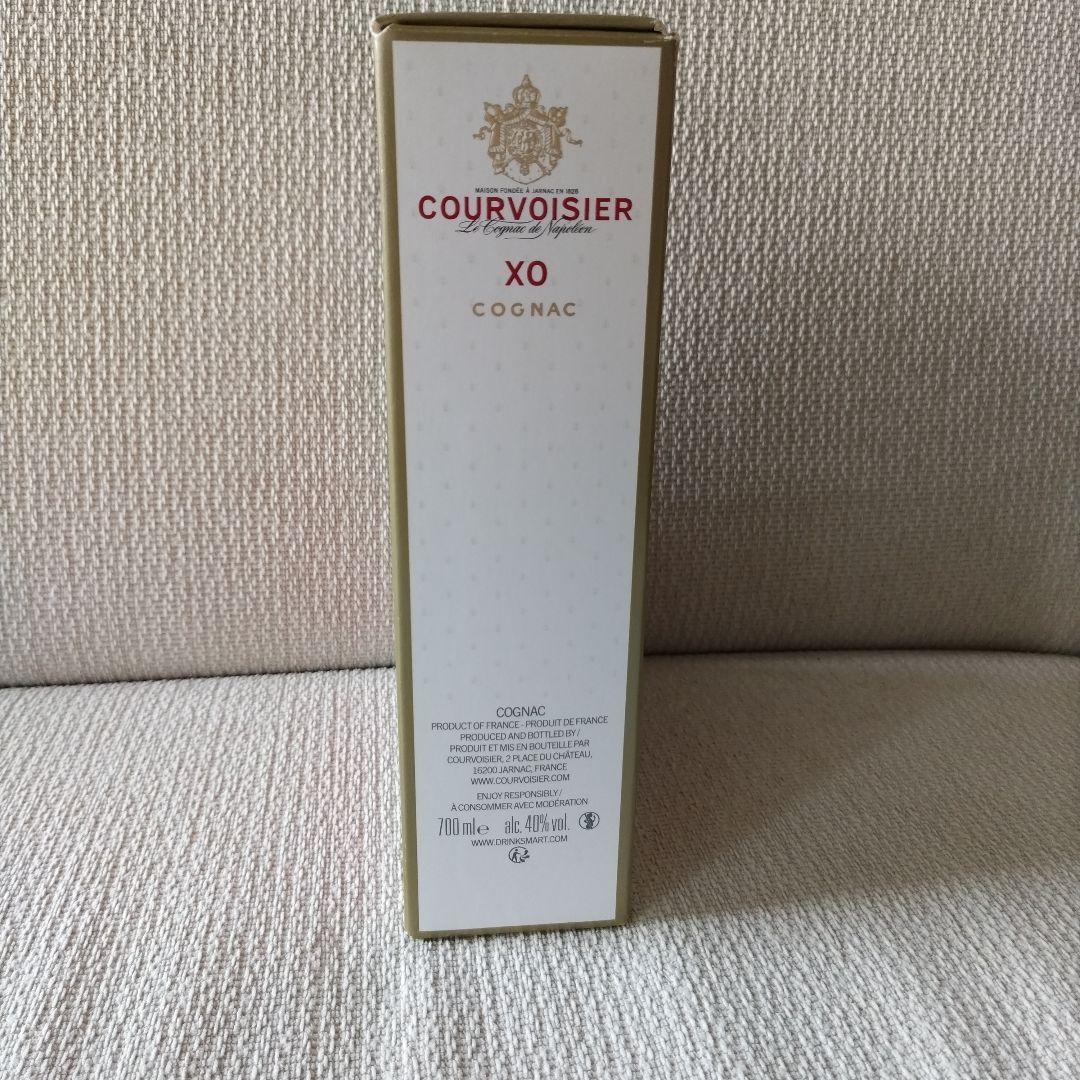 MAISON FONDÉE À JARNAC EN 1828
COURVOISIER
Le Cognac de Napoléon
XO
COGNAC
COGNAC
PRODUCT OF FRANCE - PRODUIT DE FRANCE
PRODUCED AND BOTTLED BY /
PRODUIT ET MIS EN BOUTEILLE PAR
COURVOISIER, 2 PLACE DU CHÂTEAU,
16200 JARNAC, FRANCE
WWW.COURVOISIER.COM
ENJOY RESPONSIBLY /
À CONSOMMER AVEC MODÉRATION
700 ml e alc. 40% vol.
WWW.DRINKSMART.COM